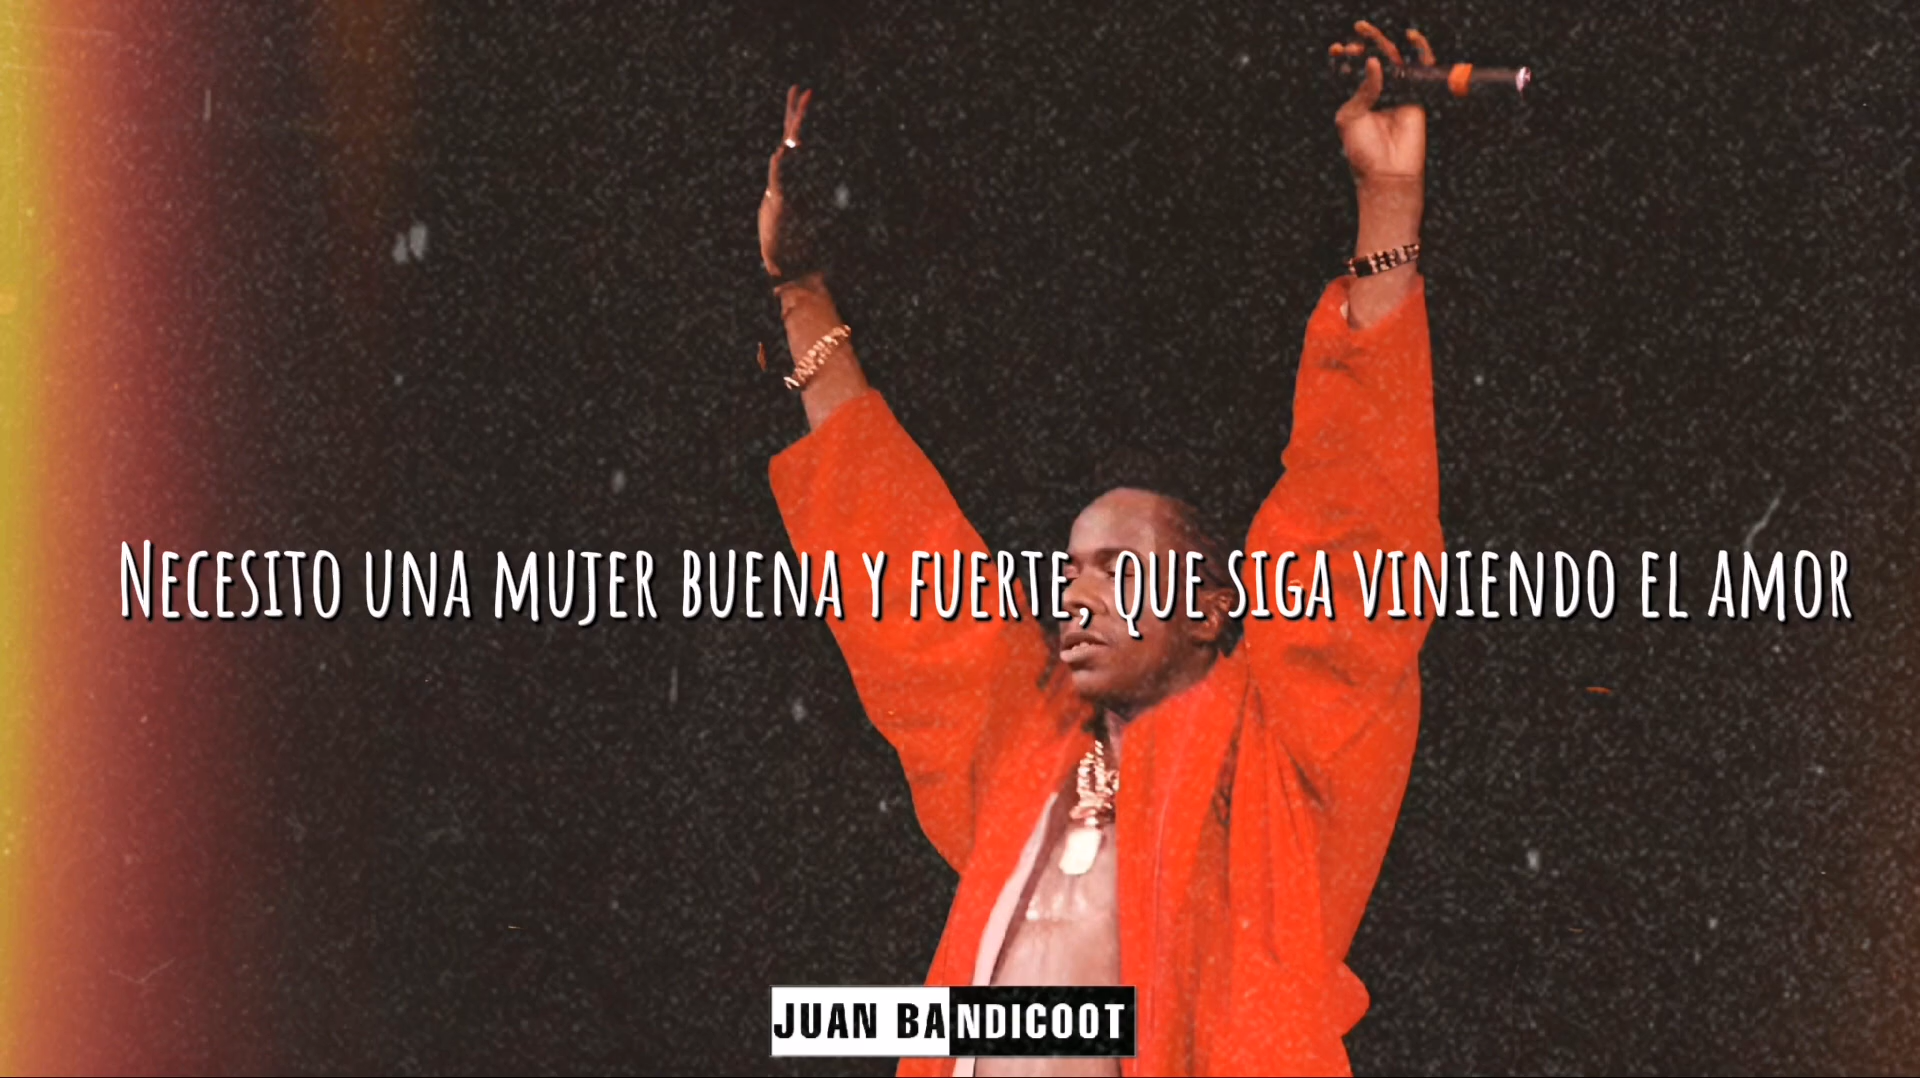 Necesito una mujer buena y fuerte, que siga viniendo el amor
JUAN BANDICOOT